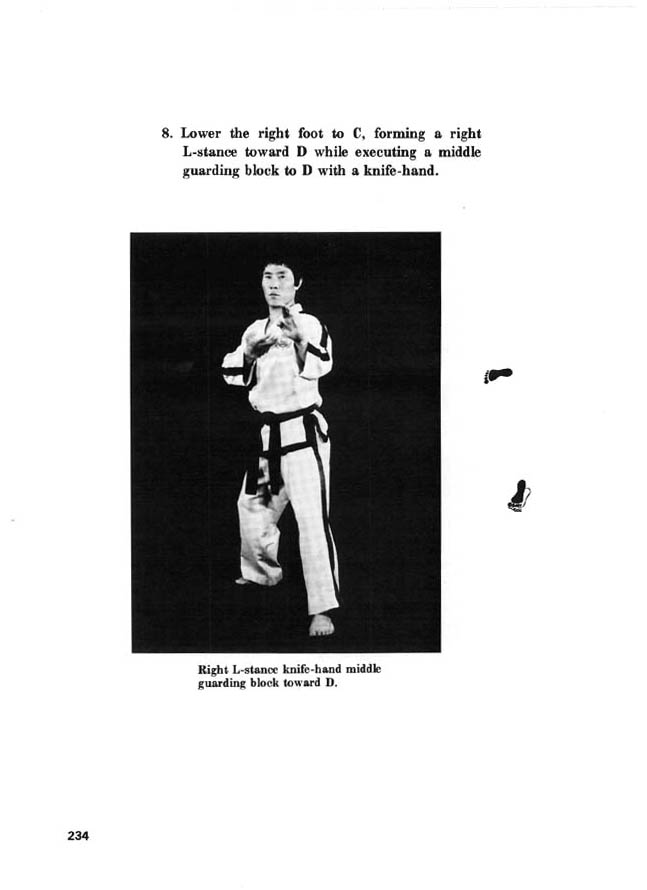 8. Lower the right foot to C, forming a right
L-stance toward D while executing a middle
guarding block to D with a knife-hand.
Right L-stance knife-hand middle
guarding block toward D.
234